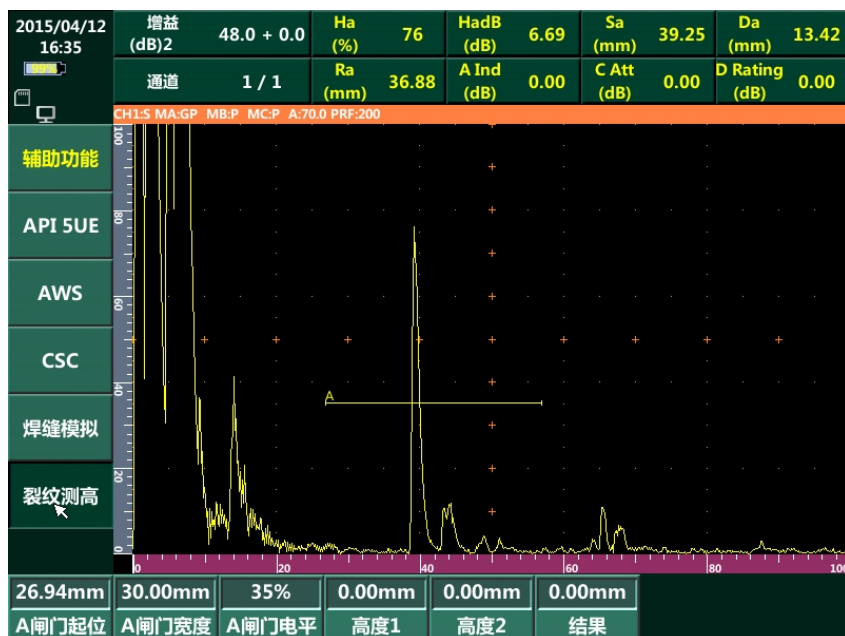 2015/04/12
16:35
99%
增益
(dB)2
48.0 + 0.0
Ha
(%)
76
HadB
(dB)
6.69
Sa
(mm)
39.25
Da
(mm)
13.42
通道
1 / 1
Ra
(mm)
36.88
A Ind
(dB)
0.00
C Att
(dB)
0.00
D Rating
(dB)
0.00
CH1:S MA:GP MB:P MC:P A:70.0 PRF:200
辅助功能
API 5UE
AWS
CSC
焊缝模拟
裂纹测高
100
80
60
40
20
0
A
0
20
40
60
80
100
26.94mm
30.00mm
35%
0.00mm
0.00mm
0.00mm
A闸门起位
A闸门宽度
A闸门电平
高度1
高度2
结果